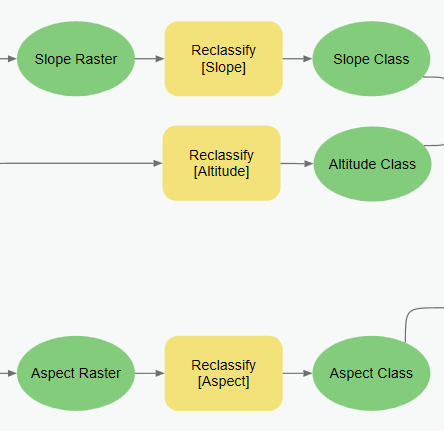 Slope Raster
Reclassify
[Slope]
Slope Class
Reclassify
[Altitude]
Altitude Class
Aspect Raster
Reclassify
[Aspect]
Aspect Class